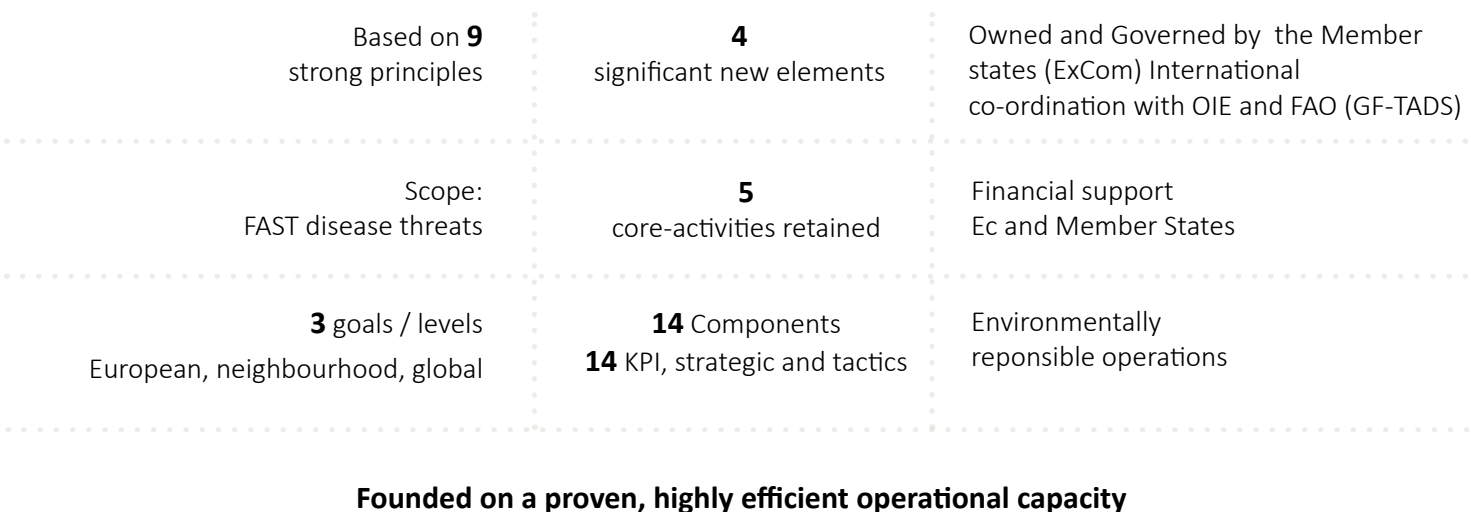 Based on 9
strong principles
4
significant new elements
Owned and Governed by the Member
states (ExCom) International
co-ordination with OIE and FAO (GF-TADS)
Scope:
FAST disease threats
5
core-activities retained
Financial support
Ec and Member States
3 goals / levels
European, neighbourhood, global
14 Components
14 KPI, strategic and tactics
Environmentally
reponsible operations
Founded on a proven, highly efficient operational capacity